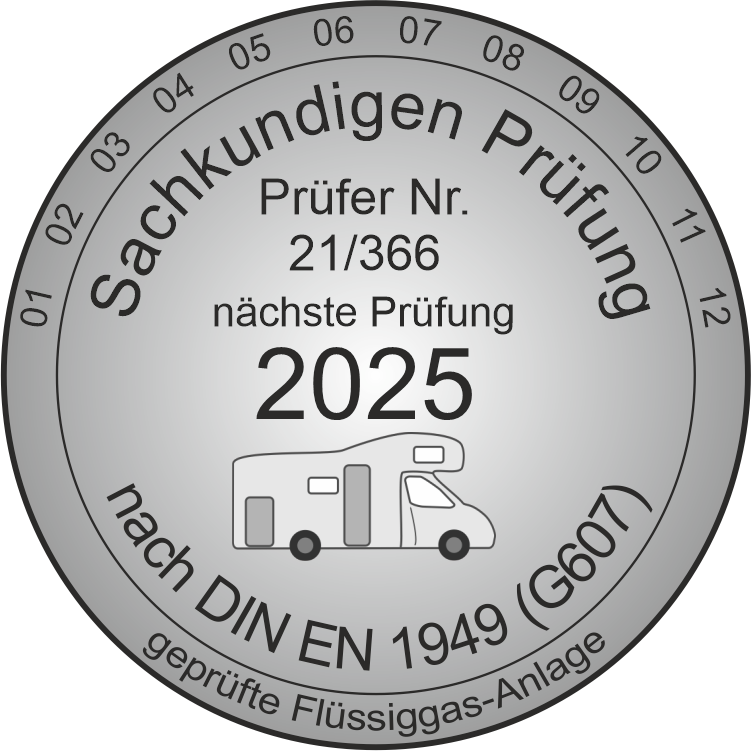 01 02 03 04 05 06 07 08 09 10 11 12
Sachkundigen Prüfung
Prüfer Nr.
21/366
nächste Prüfung
2025
nach DIN EN 1949 (G607)
geprüfte Flüssiggas-Anlage